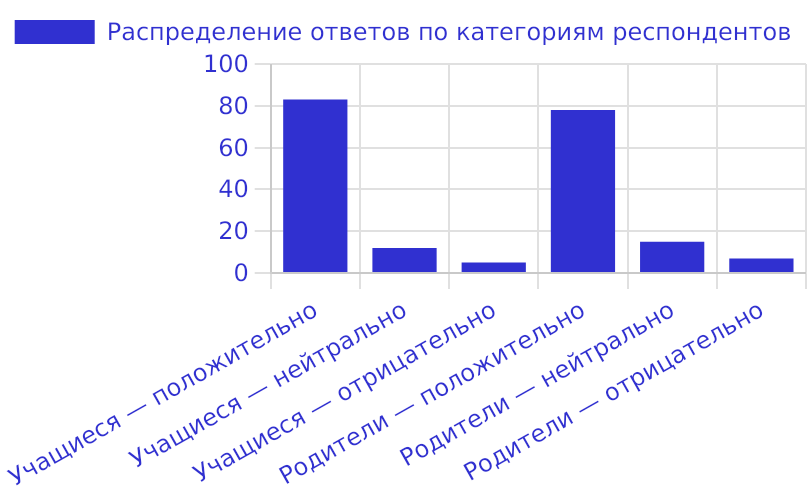 Распределение ответов по категориям респондентов
100
80
60
40
20
0
Учащиеся — положительно
Учащиеся — нейтрально
Учащиеся — отрицательно
Родители — положительно
Родители — нейтрально
Родители — отрицательно